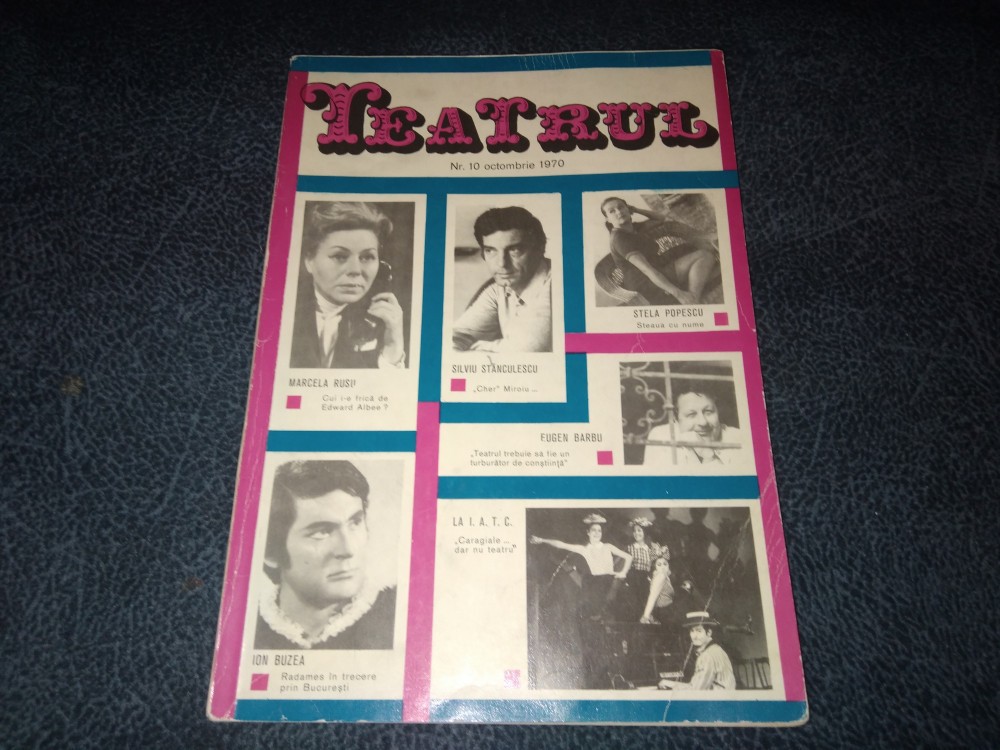 TEATRUL
Nr. 10 octombrie 1970
MARCELA RUSU
Cui i-e frică de
Edward Albee?
SILVIU STĂNCULESCU
„Cher" Miroiu ...
STELA POPESCU
Steaua cu nume
EUGEN BARBU
„Teatrul trebuie să fie un
turburător de conştiinţă"
ION BUZEA
Radames în trecere
prin Bucureşti
LA I. A. T. C.
„Caragiale ...
dar nu teatru"